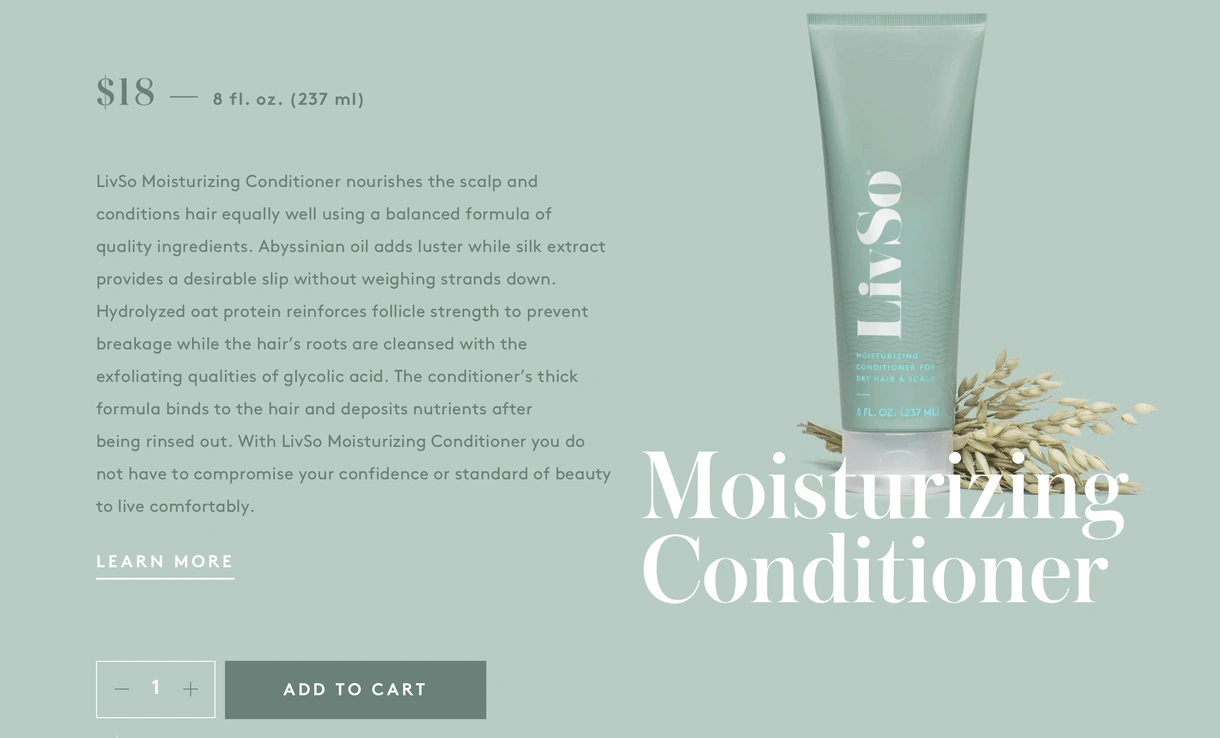 $18 — 8 fl. oz. (237 ml)
LivSo Moisturizing Conditioner nourishes the scalp and
conditions hair equally well using a balanced formula of
quality ingredients. Abyssinian oil adds luster while silk extract
provides a desirable slip without weighing strands down.
Hydrolyzed oat protein reinforces follicle strength to prevent
breakage while the hair’s roots are cleansed with the
exfoliating qualities of glycolic acid. The conditioner’s thick
formula binds to the hair and deposits nutrients after
being rinsed out. With LivSo Moisturizing Conditioner you do
not have to compromise your confidence or standard of beauty
to live comfortably.
LEARN MORE
− 1 +
ADD TO CART
LivSo
MOISTURIZING
CONDITIONER FOR
DRY HAIR & SCALP
8 FL. OZ. (237 ML)
Moisturizing
Conditioner